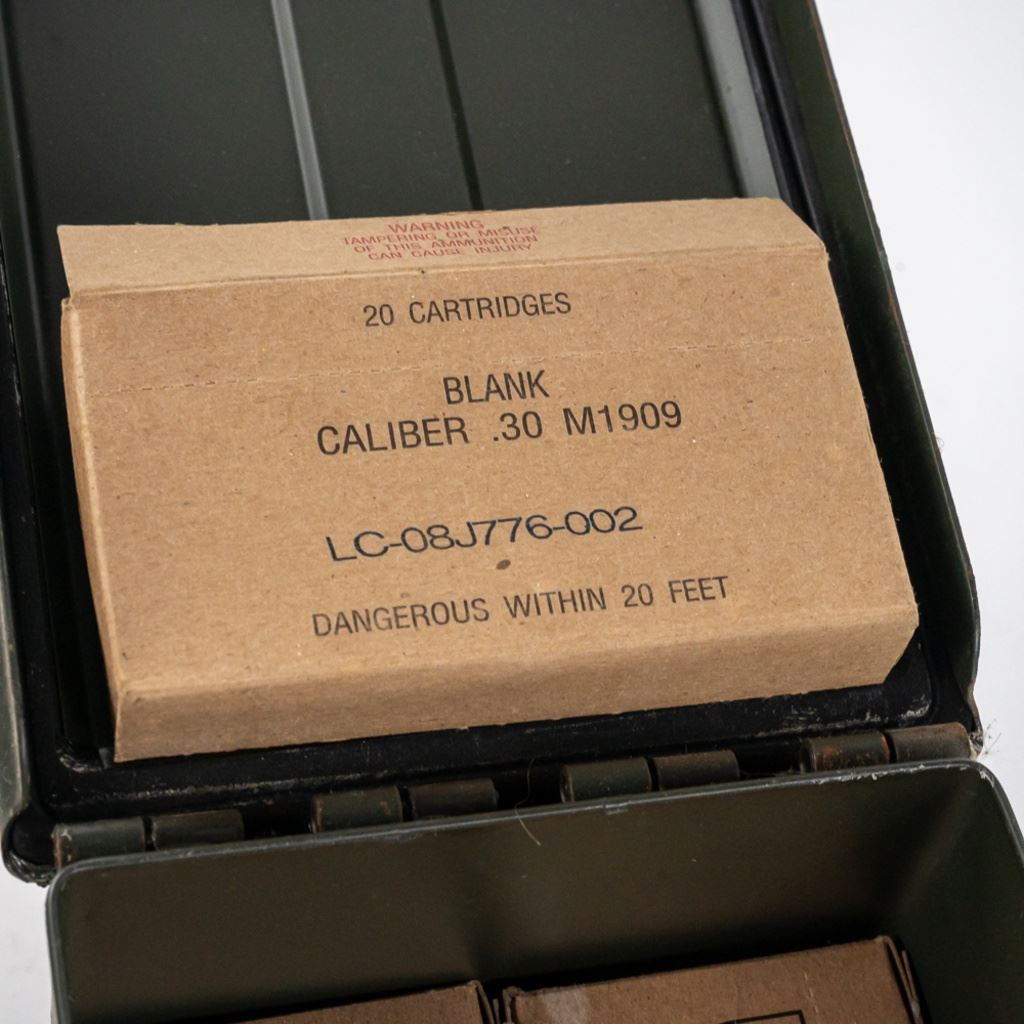 WARNING
TAMPERING OR MISUSE
OF THIS AMMUNITION
CAN CAUSE INJURY
20 CARTRIDGES
BLANK
CALIBER .30 M1909
LC-08J776-002
DANGEROUS WITHIN 20 FEET